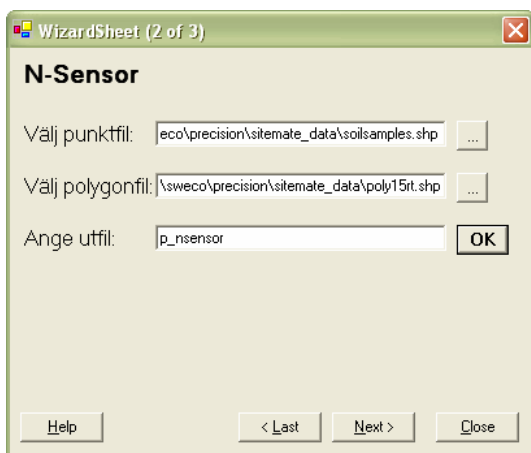 WizardSheet (2 of 3)
N-Sensor
Välj punktfil: eco\precision\sitemate_data\soilsamples.shp ...
Välj polygonfil: \sweco\precision\sitemate_data\poly15rt.shp ...
Ange utfil: p_nsensor OK
Help < Last Next > Close